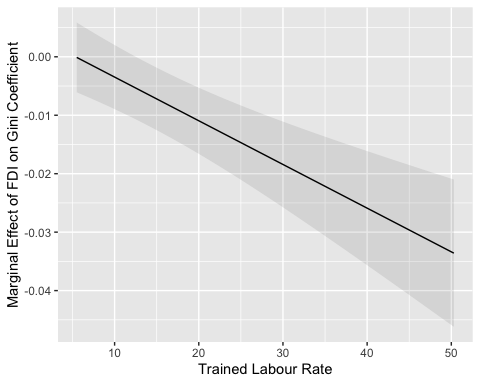 Marginal Effect of FDI on Gini Coefficient
0.00
-0.01
-0.02
-0.03
-0.04
10 20 30 40 50
Trained Labour Rate